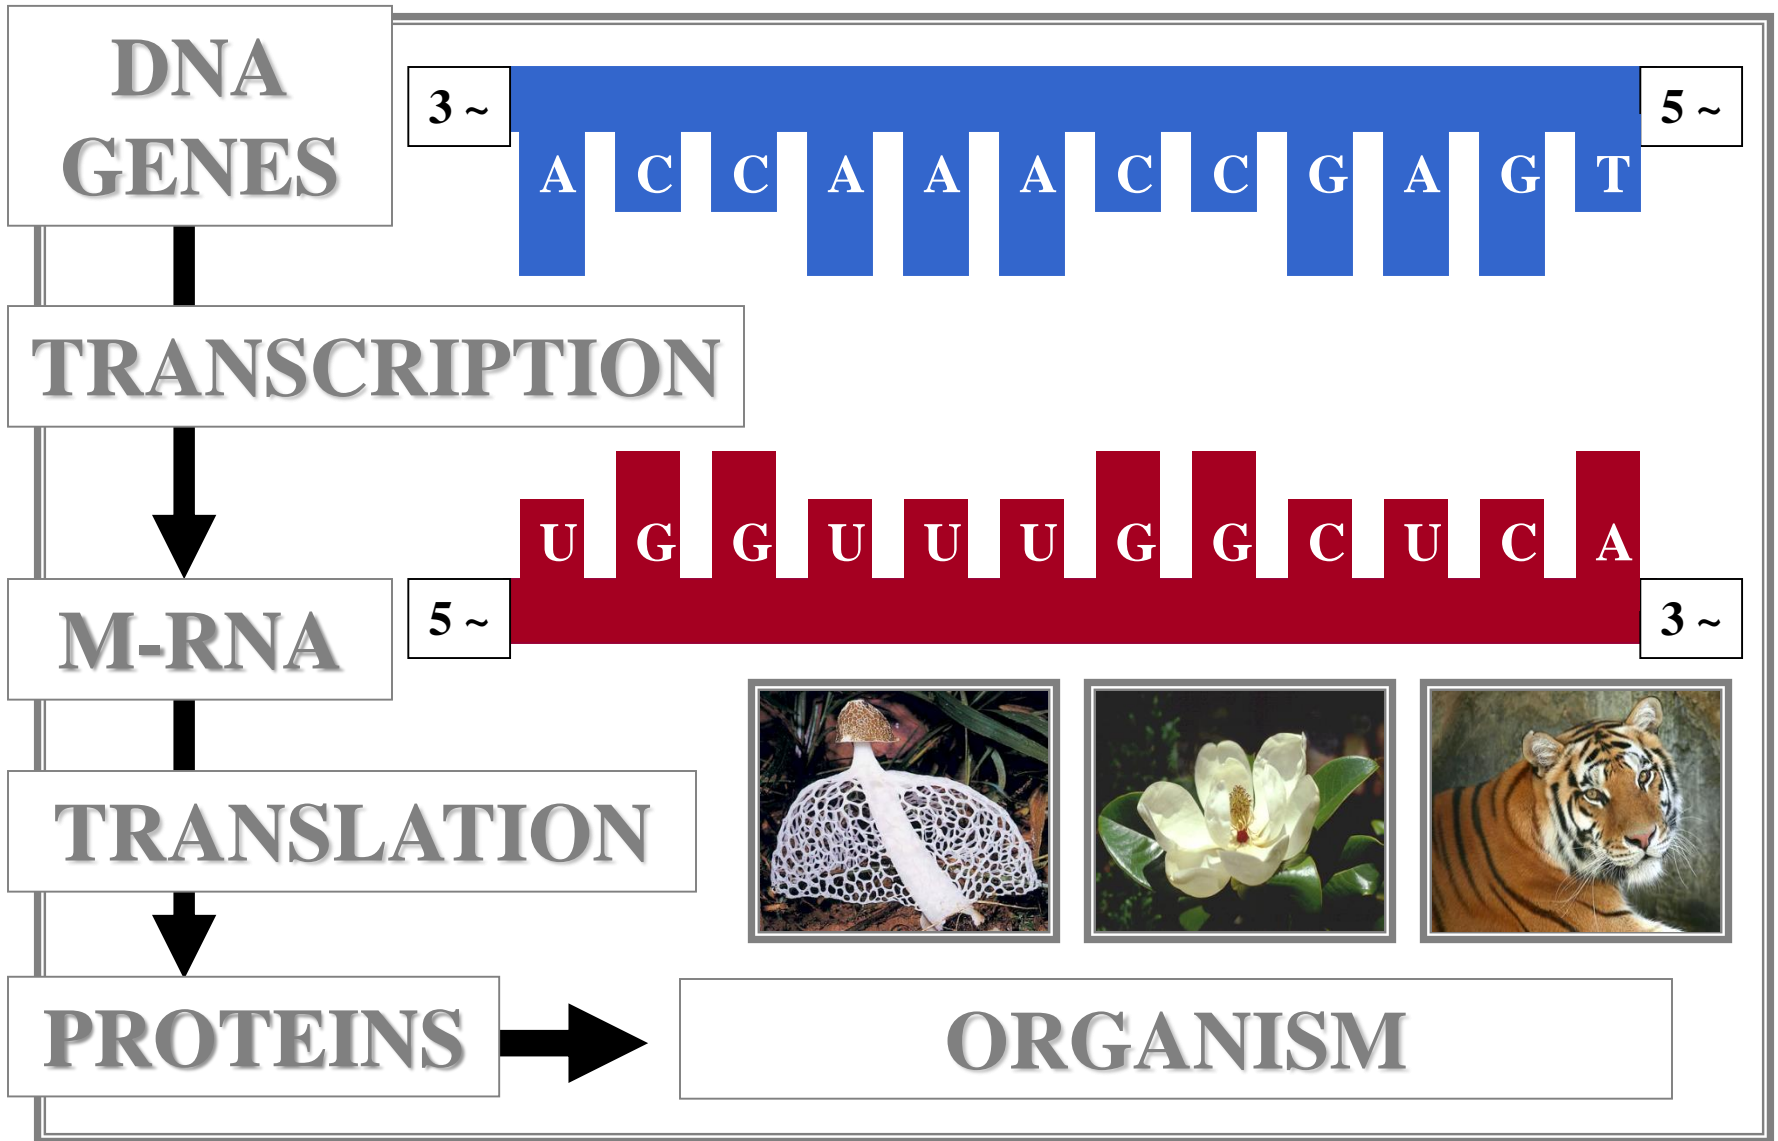 DNA
GENES
3 ~
5 ~
A C C A A A C C G A G T
TRANSCRIPTION
U G G U U U G G C U C A
5 ~
3 ~
M-RNA
TRANSLATION
PROTEINS
ORGANISM